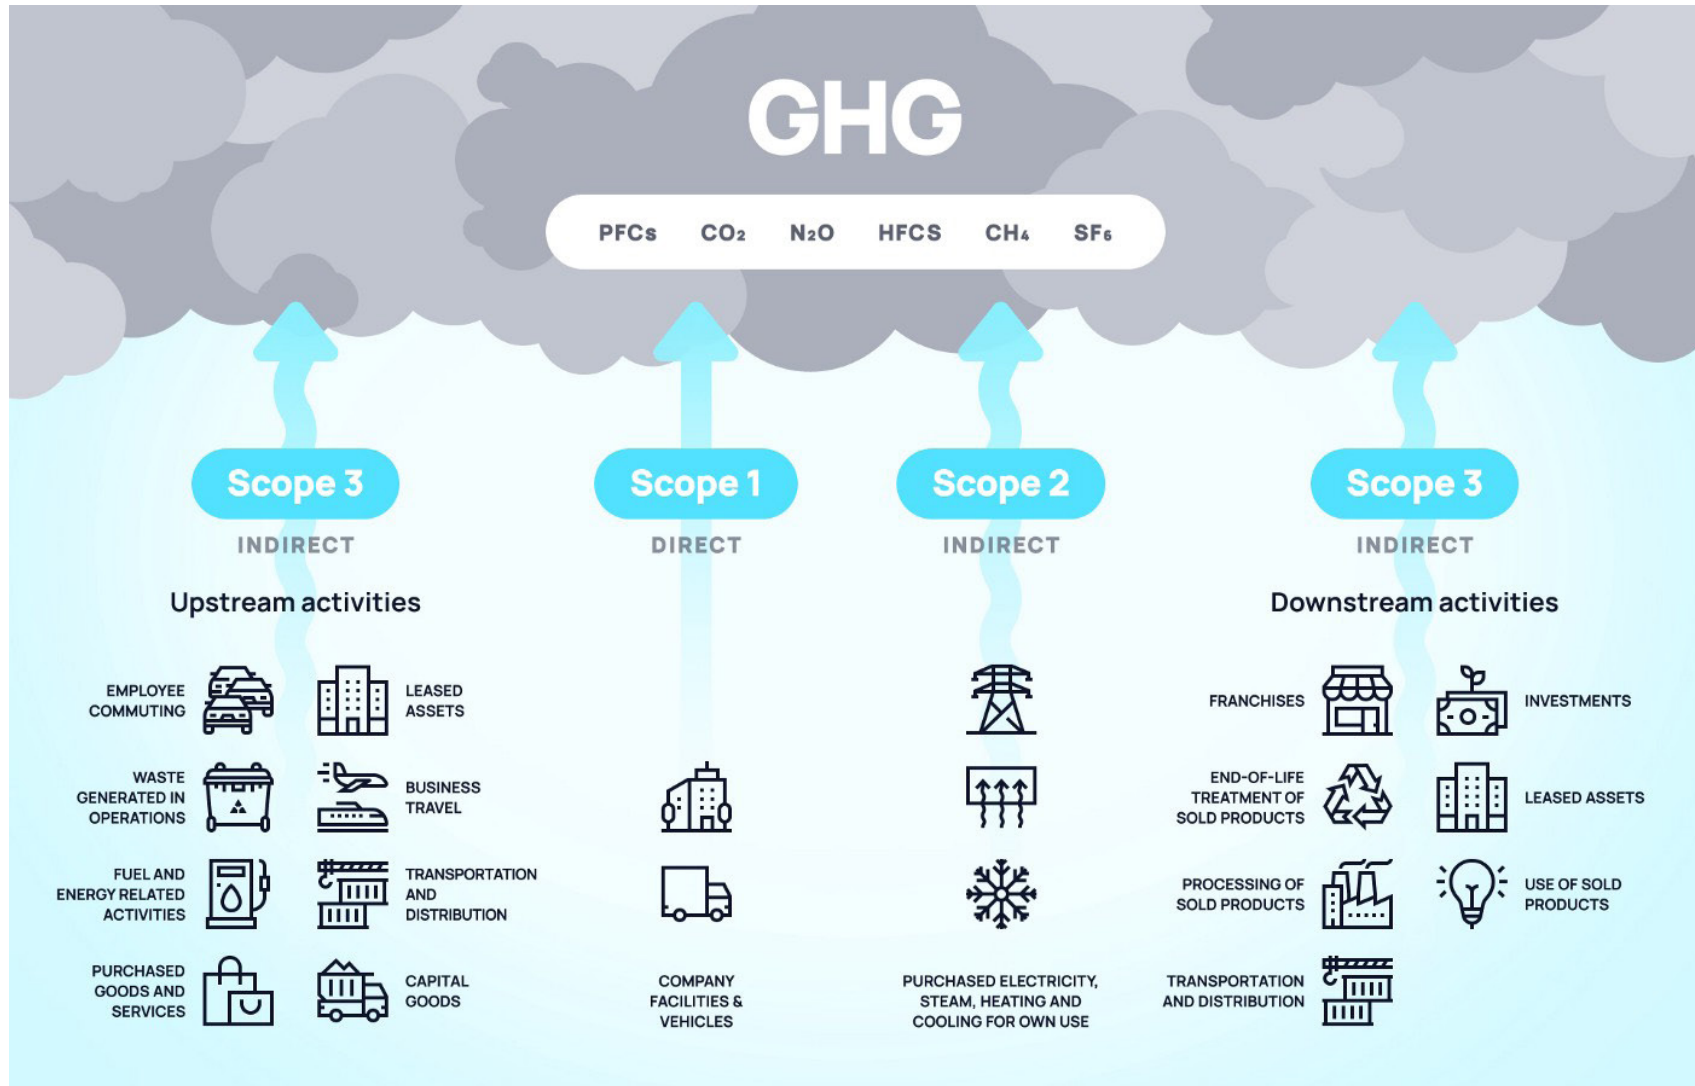 GHG
PFCs CO₂ N₂O HFCS CH₄ SF₆
Scope 3
INDIRECT
Upstream activities
EMPLOYEE
COMMUTING
LEASED
ASSETS
WASTE
GENERATED IN
OPERATIONS
BUSINESS
TRAVEL
FUEL AND
ENERGY RELATED
ACTIVITIES
TRANSPORTATION
AND
DISTRIBUTION
PURCHASED
GOODS AND
SERVICES
CAPITAL
GOODS
Scope 1
DIRECT
COMPANY
FACILITIES &
VEHICLES
Scope 2
INDIRECT
PURCHASED ELECTRICITY,
STEAM, HEATING AND
COOLING FOR OWN USE
Scope 3
INDIRECT
Downstream activities
FRANCHISES
INVESTMENTS
END-OF-LIFE
TREATMENT OF
SOLD PRODUCTS
LEASED ASSETS
PROCESSING OF
SOLD PRODUCTS
USE OF SOLD
PRODUCTS
TRANSPORTATION
AND DISTRIBUTION